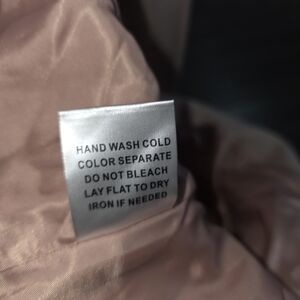 HAND WASH COLD
COLOR SEPARATE
DO NOT BLEACH
LAY FLAT TO DRY
IRON IF NEEDED